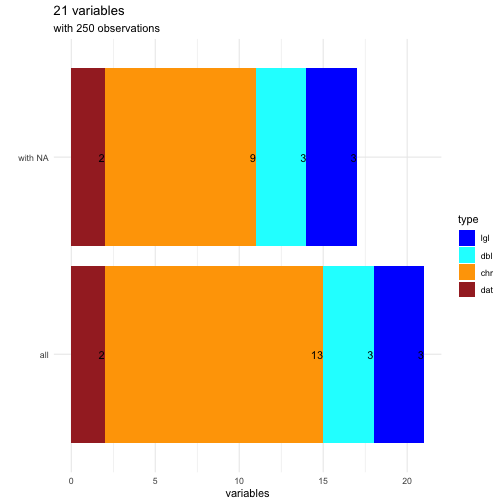 21 variables
with 250 observations
with NA
2
9
3
3
all
2
13
3
3
0
5
10
15
20
variables
type
lgl
dbl
chr
dat